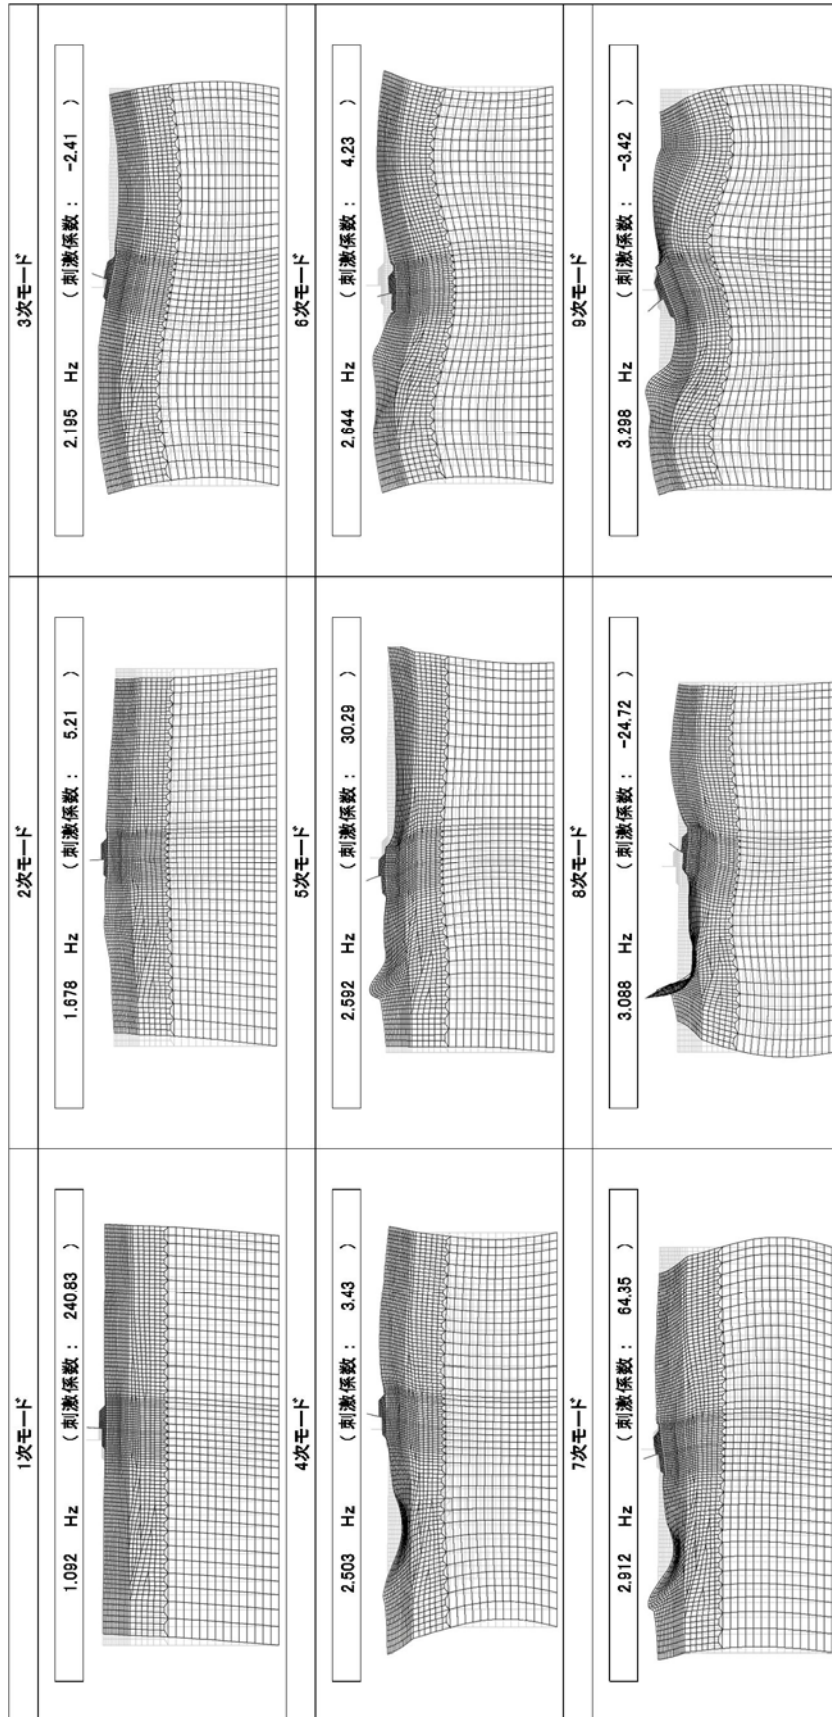 1次モード
1.092 Hz ( 刺激係数 : 240.83 )
2次モード
1.678 Hz ( 刺激係数 : 5.21 )
3次モード
2.195 Hz ( 刺激係数 : -2.41 )
4次モード
2.503 Hz ( 刺激係数 : 3.43 )
5次モード
2.592 Hz ( 刺激係数 : 30.29 )
6次モード
2.644 Hz ( 刺激係数 : 4.23 )
7次モード
2.912 Hz ( 刺激係数 : 64.35 )
8次モード
3.088 Hz ( 刺激係数 : -24.72 )
9次モード
3.298 Hz ( 刺激係数 : -3.42 )